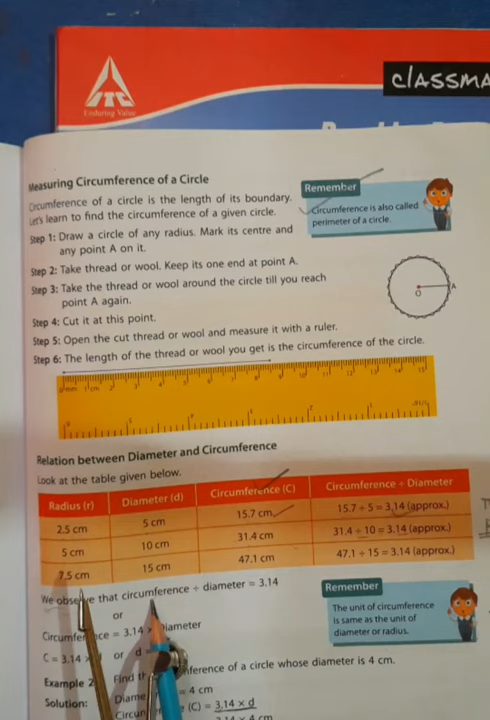 ITC
Enduring Value
classma
Measuring Circumference of a Circle
Circumference of a circle is the length of its boundary.
Let's learn to find the circumference of a given circle.
Remember
Circumference is also called
perimeter of a circle.
Step 1: Draw a circle of any radius. Mark its centre and
any point A on it.
Step 2: Take thread or wool. Keep its one end at point A.
Step 3: Take the thread or wool around the circle till you reach
point A again.
O A
Step 4: Cut it at this point.
Step 5: Open the cut thread or wool and measure it with a ruler.
Step 6: The length of the thread or wool you get is the circumference of the circle.
Relation between Diameter and Circumference
Look at the table given below.
Radius (r) Diameter (d) Circumference (C) Circumference ÷ Diameter
2.5 cm 5 cm 15.7 cm 15.7 ÷ 5 = 3.14 (approx.)
5 cm 10 cm 31.4 cm 31.4 ÷ 10 = 3.14 (approx.)
7.5 cm 15 cm 47.1 cm 47.1 ÷ 15 = 3.14 (approx.)
We observe that circumference ÷ diameter = 3.14
or
Circumference = 3.14 × Diameter
C = 3.14 × d or d =
Remember
The unit of circumference
is same as the unit of
diameter or radius.
Example 2 Find the circumference of a circle whose diameter is 4 cm.
Solution: Diame = 4 cm
Circun (C) = 3.14 × d
3.14 × 4 cm